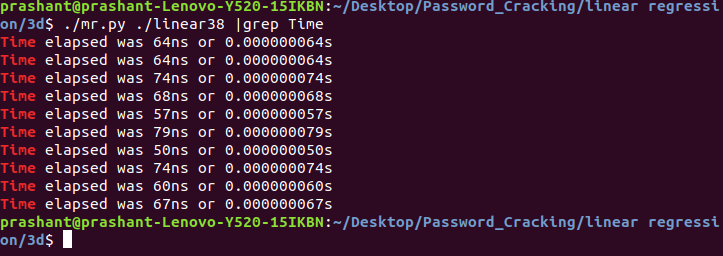 prashant@prashant-Lenovo-Y520-15IKBN:~/Desktop/Password_Cracking/linear regressi
on/3d$ ./mr.py ./linear38 |grep Time
Time elapsed was 64ns or 0.000000064s
Time elapsed was 64ns or 0.000000064s
Time elapsed was 74ns or 0.000000074s
Time elapsed was 68ns or 0.000000068s
Time elapsed was 57ns or 0.000000057s
Time elapsed was 79ns or 0.000000079s
Time elapsed was 50ns or 0.000000050s
Time elapsed was 74ns or 0.000000074s
Time elapsed was 60ns or 0.000000060s
Time elapsed was 67ns or 0.000000067s
prashant@prashant-Lenovo-Y520-15IKBN:~/Desktop/Password_Cracking/linear regressi
on/3d$